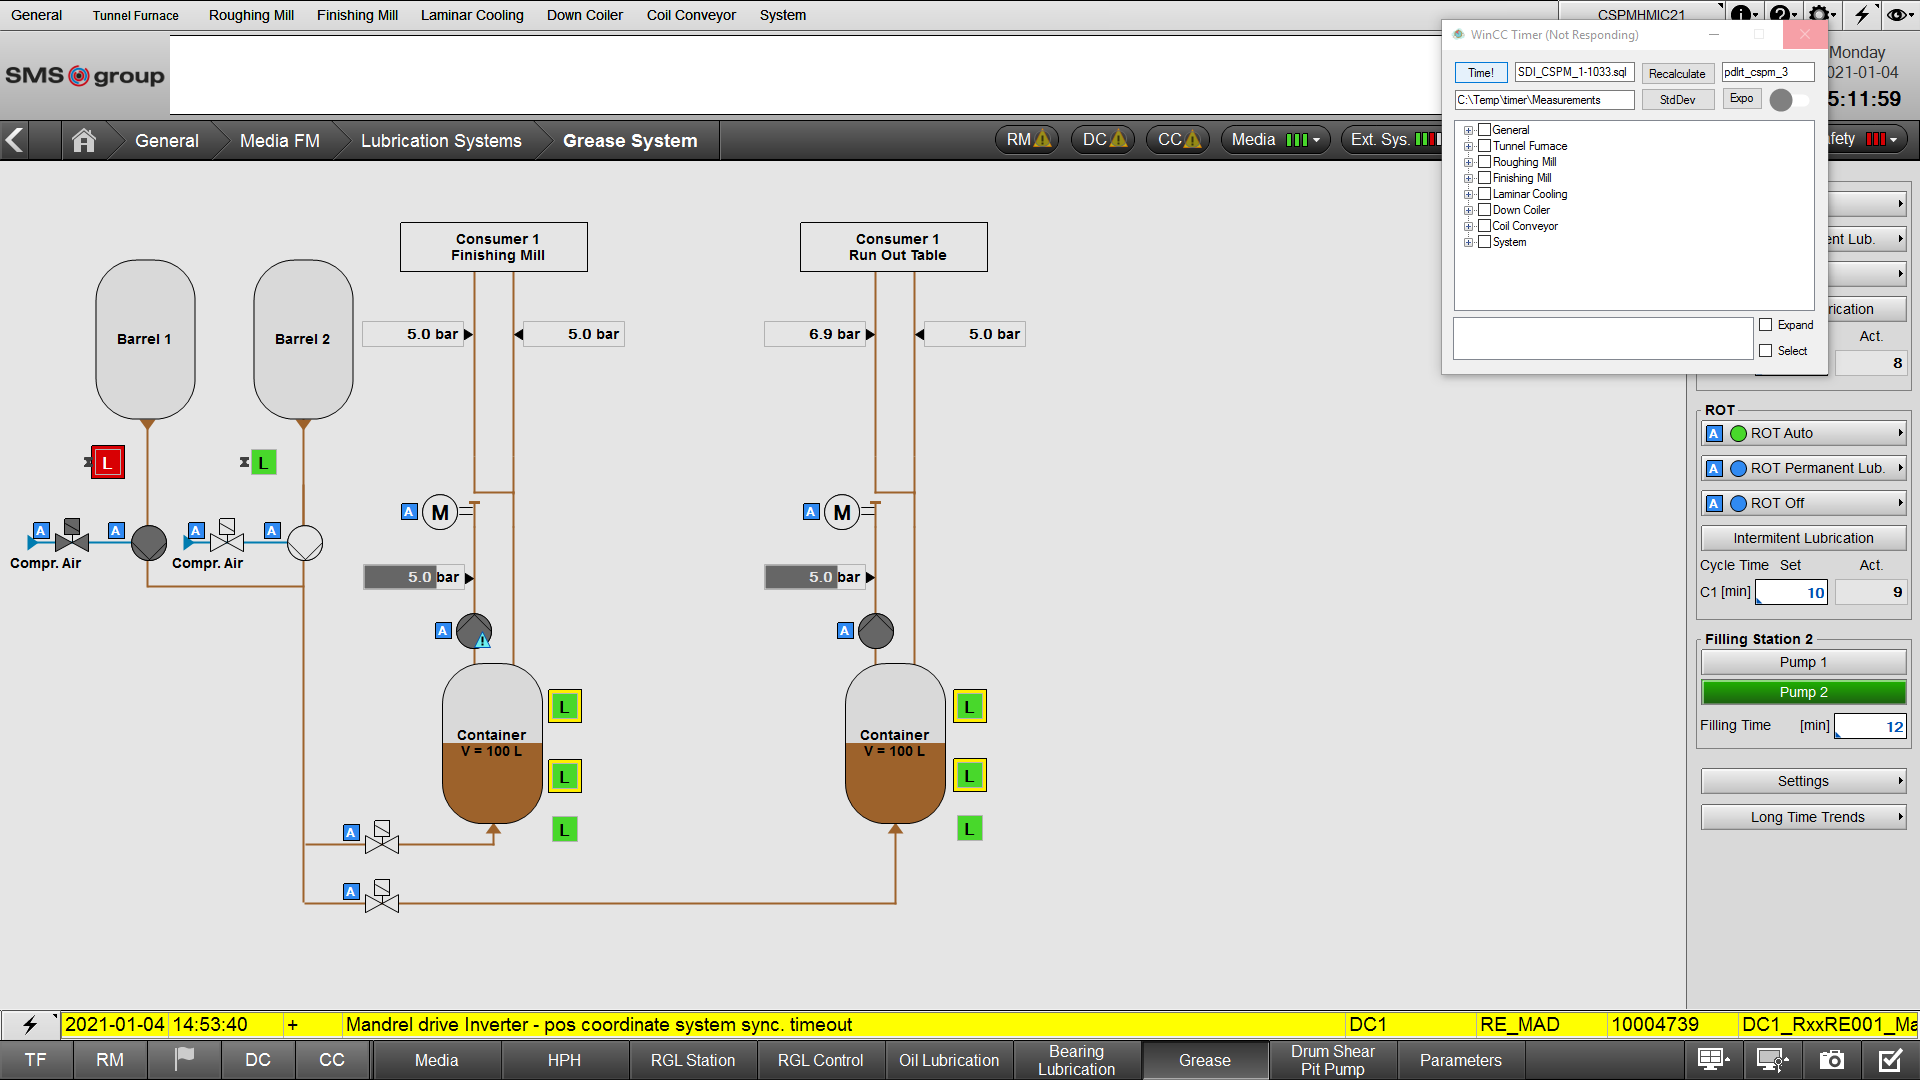 General Tunnel Furnace Roughing Mill Finishing Mill Laminar Cooling Down Coiler Coil Conveyor System CSPMHMIC21
SMS group
Monday
021-01-04
5:11:59
WinCC Timer (Not Responding)
Time! SDI_CSPM_1-1033.sql Recalculate pdlrt_cspm_3
C:\Temp\timer\Measurements StdDev Expo
General
Tunnel Furnace
Roughing Mill
Finishing Mill
Laminar Cooling
Down Coiler
Coil Conveyor
System
Expand
Select
General Media FM Lubrication Systems Grease System RM DC CC Media Ext. Sys. fety
Consumer 1
Finishing Mill
Consumer 1
Run Out Table
Barrel 1
Barrel 2
5.0 bar
5.0 bar
6.9 bar
5.0 bar
L
L
A
M
A
M
A
A
A
A
Compr. Air
Compr. Air
5.0 bar
5.0 bar
A
A
Container
V = 100 L
L
L
L
Container
V = 100 L
L
L
L
A
A
ent Lub.
rication
Act.
8
ROT
A ROT Auto
A ROT Permanent Lub.
A ROT Off
Intermitent Lubrication
Cycle Time Set Act.
C1 [min] 10 9
Filling Station 2
Pump 1
Pump 2
Filling Time [min] 12
Settings
Long Time Trends
2021-01-04 14:53:40 + Mandrel drive Inverter - pos coordinate system sync. timeout DC1 RE_MAD 10004739 DC1_RxxRE001_Ma
TF RM DC CC Media HPH RGL Station RGL Control Oil Lubrication Bearing Lubrication Grease Drum Shear Pit Pump Parameters